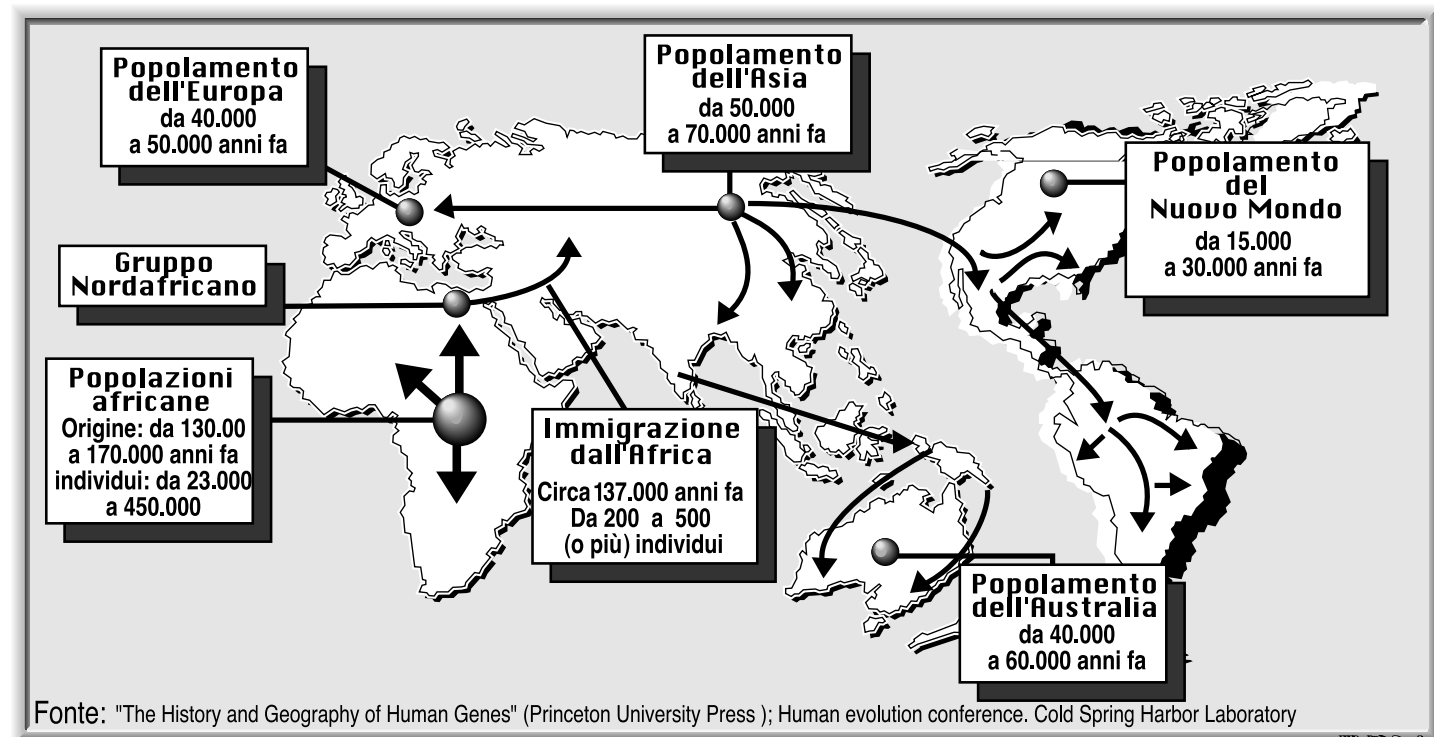 Popolamento
dell'Europa
da 40.000
a 50.000 anni fa
Popolamento
dell'Asia
da 50.000
a 70.000 anni fa
Popolamento
del
Nuovo Mondo
da 15.000
a 30.000 anni fa
Gruppo
Nordafricano
Popolazioni
africane
Origine: da 130.00
a 170.000 anni fa
individui: da 23.000
a 450.000
Immigrazione
dall'Africa
Circa 137.000 anni fa
Da 200 a 500
(o più) individui
Popolamento
dell'Australia
da 40.000
a 60.000 anni fa
Fonte: "The History and Geography of Human Genes" (Princeton University Press ); Human evolution conference. Cold Spring Harbor Laboratory